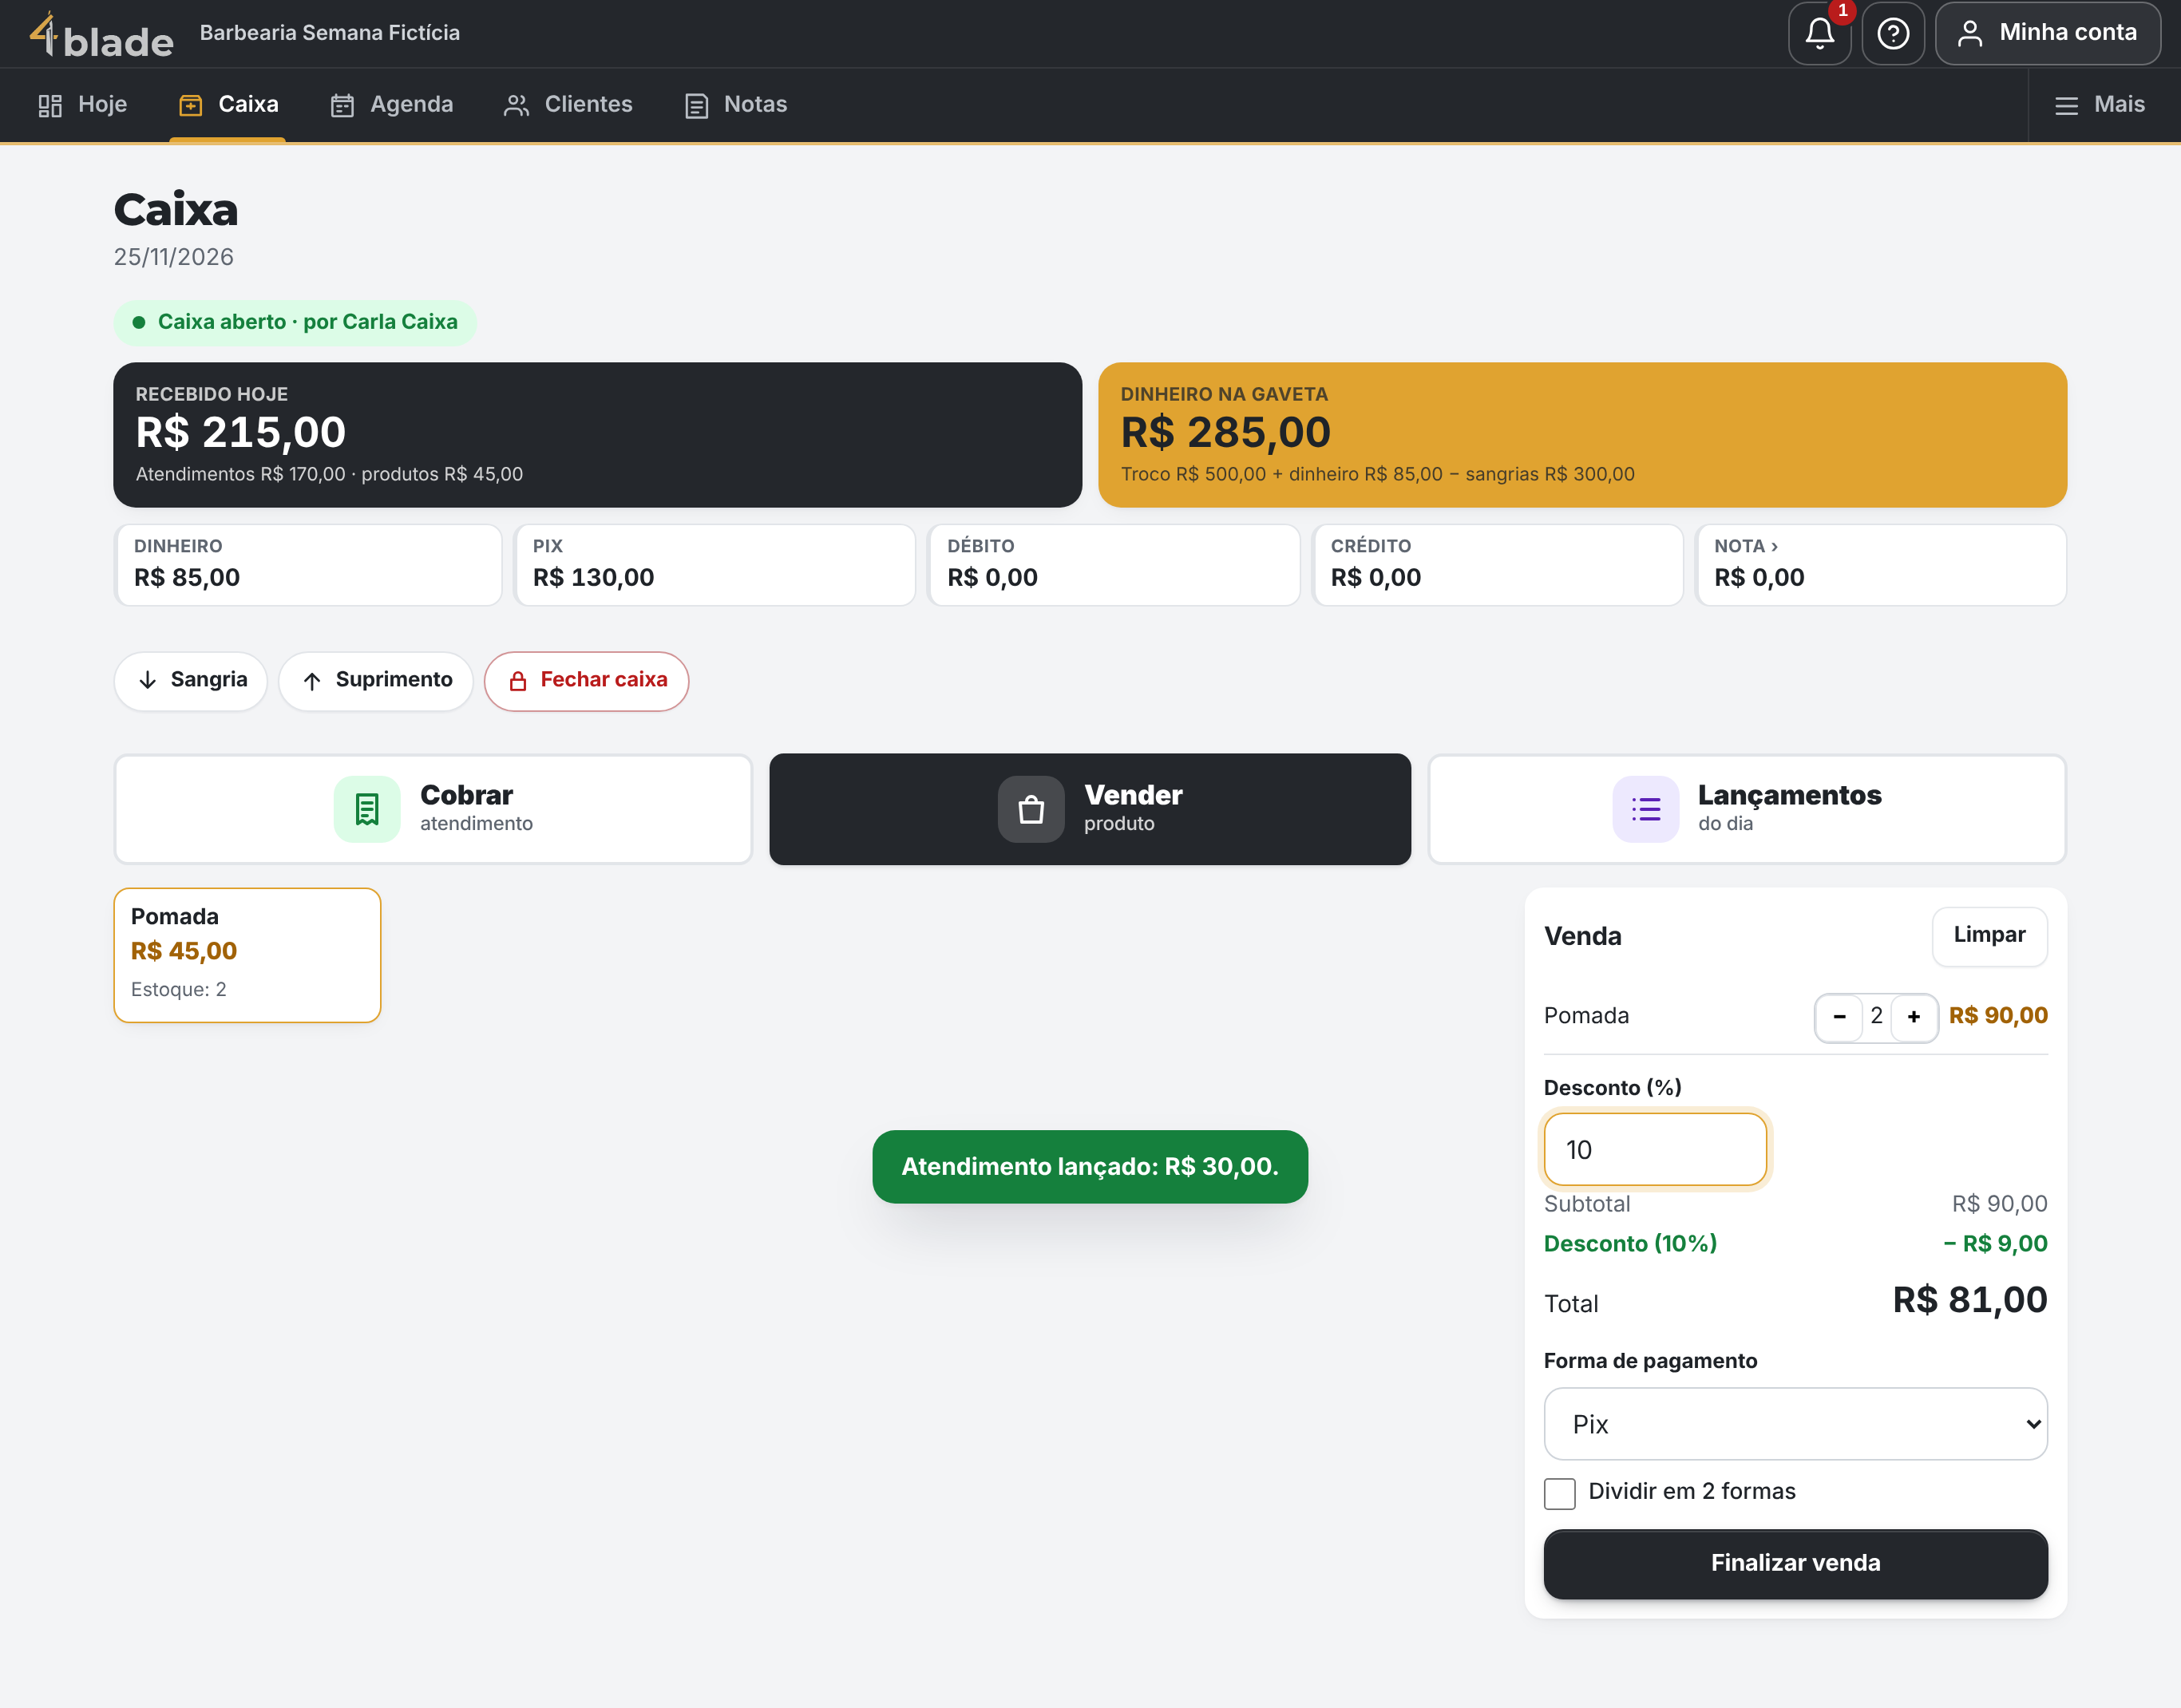 4blade
Barbearia Semana Fictícia
1
?
Minha conta
Hoje
Caixa
Agenda
Clientes
Notas
Mais
Caixa
25/11/2026
Caixa aberto · por Carla Caixa
RECEBIDO HOJE
R$ 215,00
Atendimentos R$ 170,00 · produtos R$ 45,00
DINHEIRO NA GAVETA
R$ 285,00
Troco R$ 500,00 + dinheiro R$ 85,00 − sangrias R$ 300,00
DINHEIRO
R$ 85,00
PIX
R$ 130,00
DÉBITO
R$ 0,00
CRÉDITO
R$ 0,00
NOTA ›
R$ 0,00
Sangria
Suprimento
Fechar caixa
Cobrar
atendimento
Vender
produto
Lançamentos
do dia
Pomada
R$ 45,00
Estoque: 2
Venda
Limpar
Pomada
− 2 + R$ 90,00
Desconto (%)
10
Subtotal R$ 90,00
Desconto (10%) − R$ 9,00
Total R$ 81,00
Forma de pagamento
Pix
Dividir em 2 formas
Finalizar venda
Atendimento lançado: R$ 30,00.